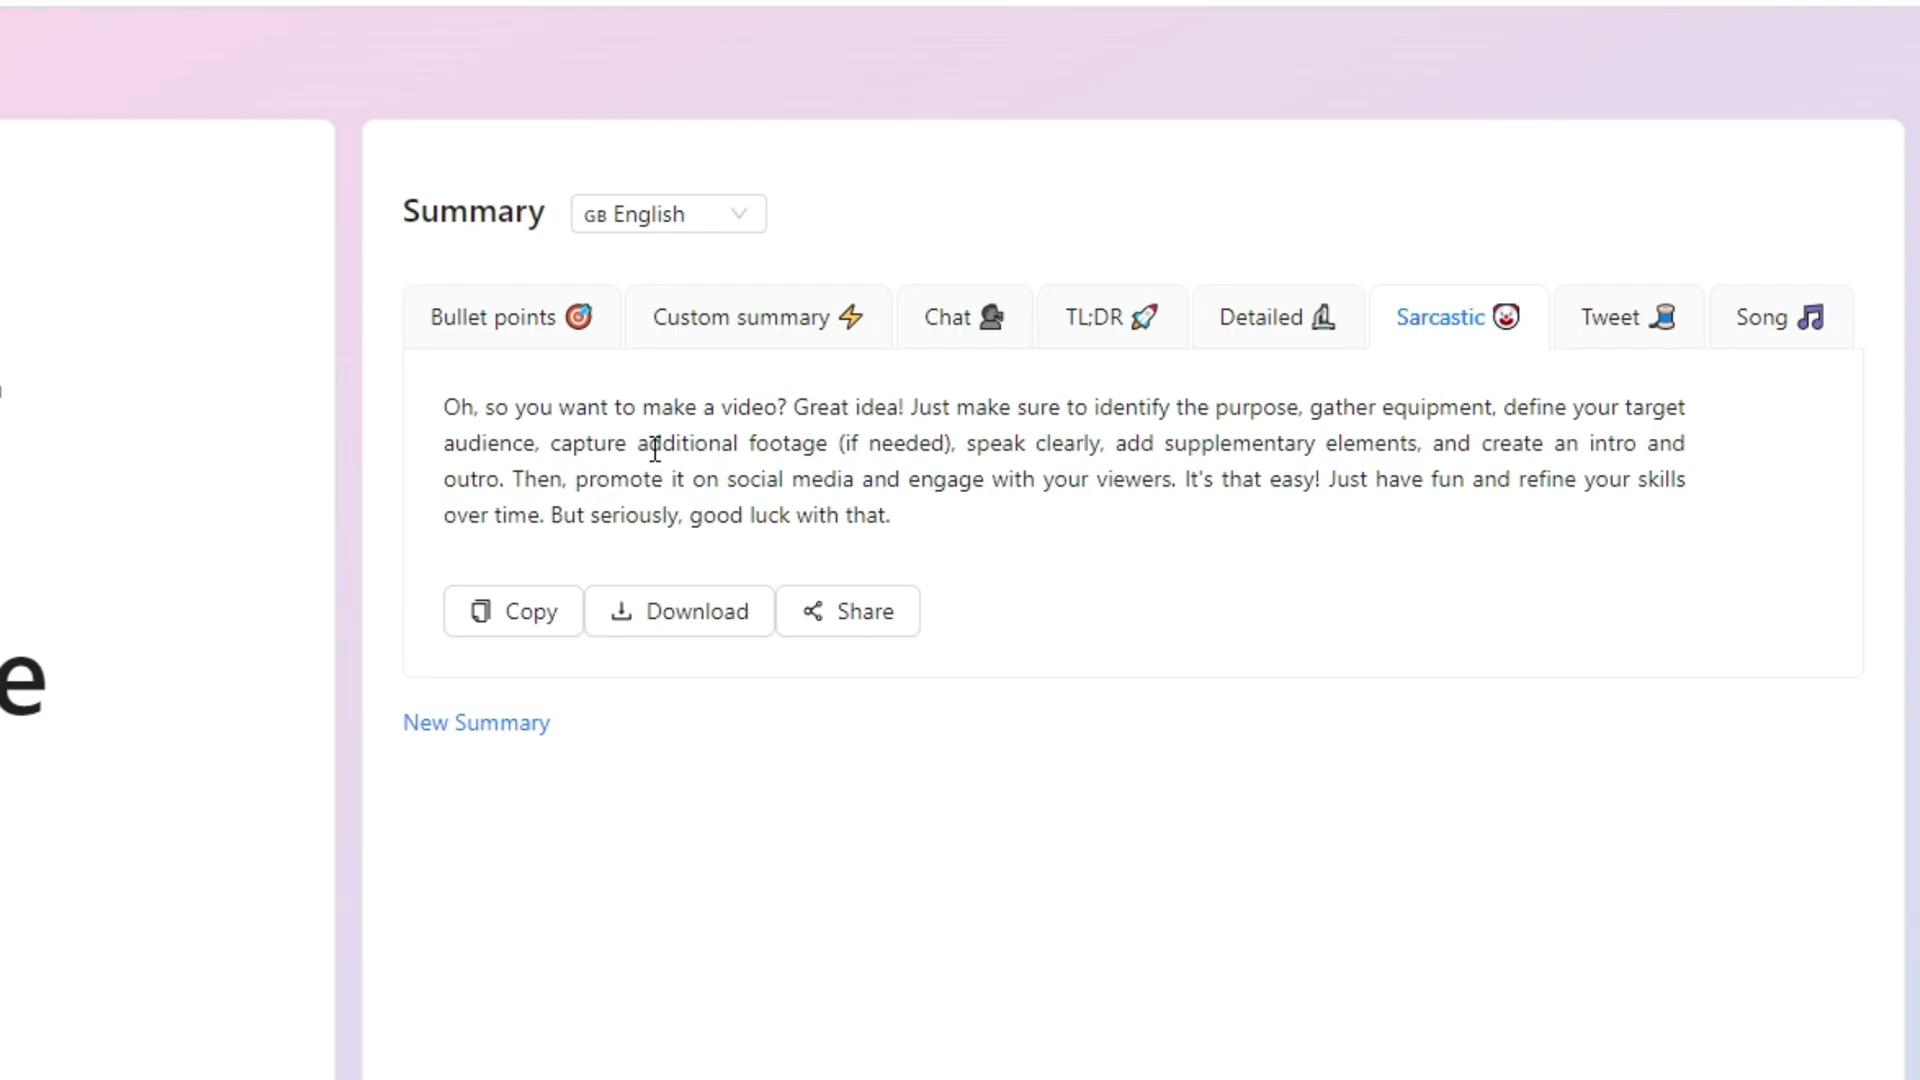 Summary GB English
Bullet points Custom summary Chat TL;DR Detailed Sarcastic Tweet Song
Oh, so you want to make a video? Great idea! Just make sure to identify the purpose, gather equipment, define your target
audience, capture additional footage (if needed), speak clearly, add supplementary elements, and create an intro and
outro. Then, promote it on social media and engage with your viewers. It's that easy! Just have fun and refine your skills
over time. But seriously, good luck with that.
Copy Download Share
e
New Summary